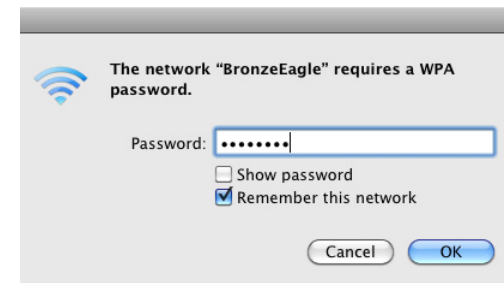 The network “BronzeEagle” requires a WPA
password.
Password: ••••••••
Show password
Remember this network
Cancel OK